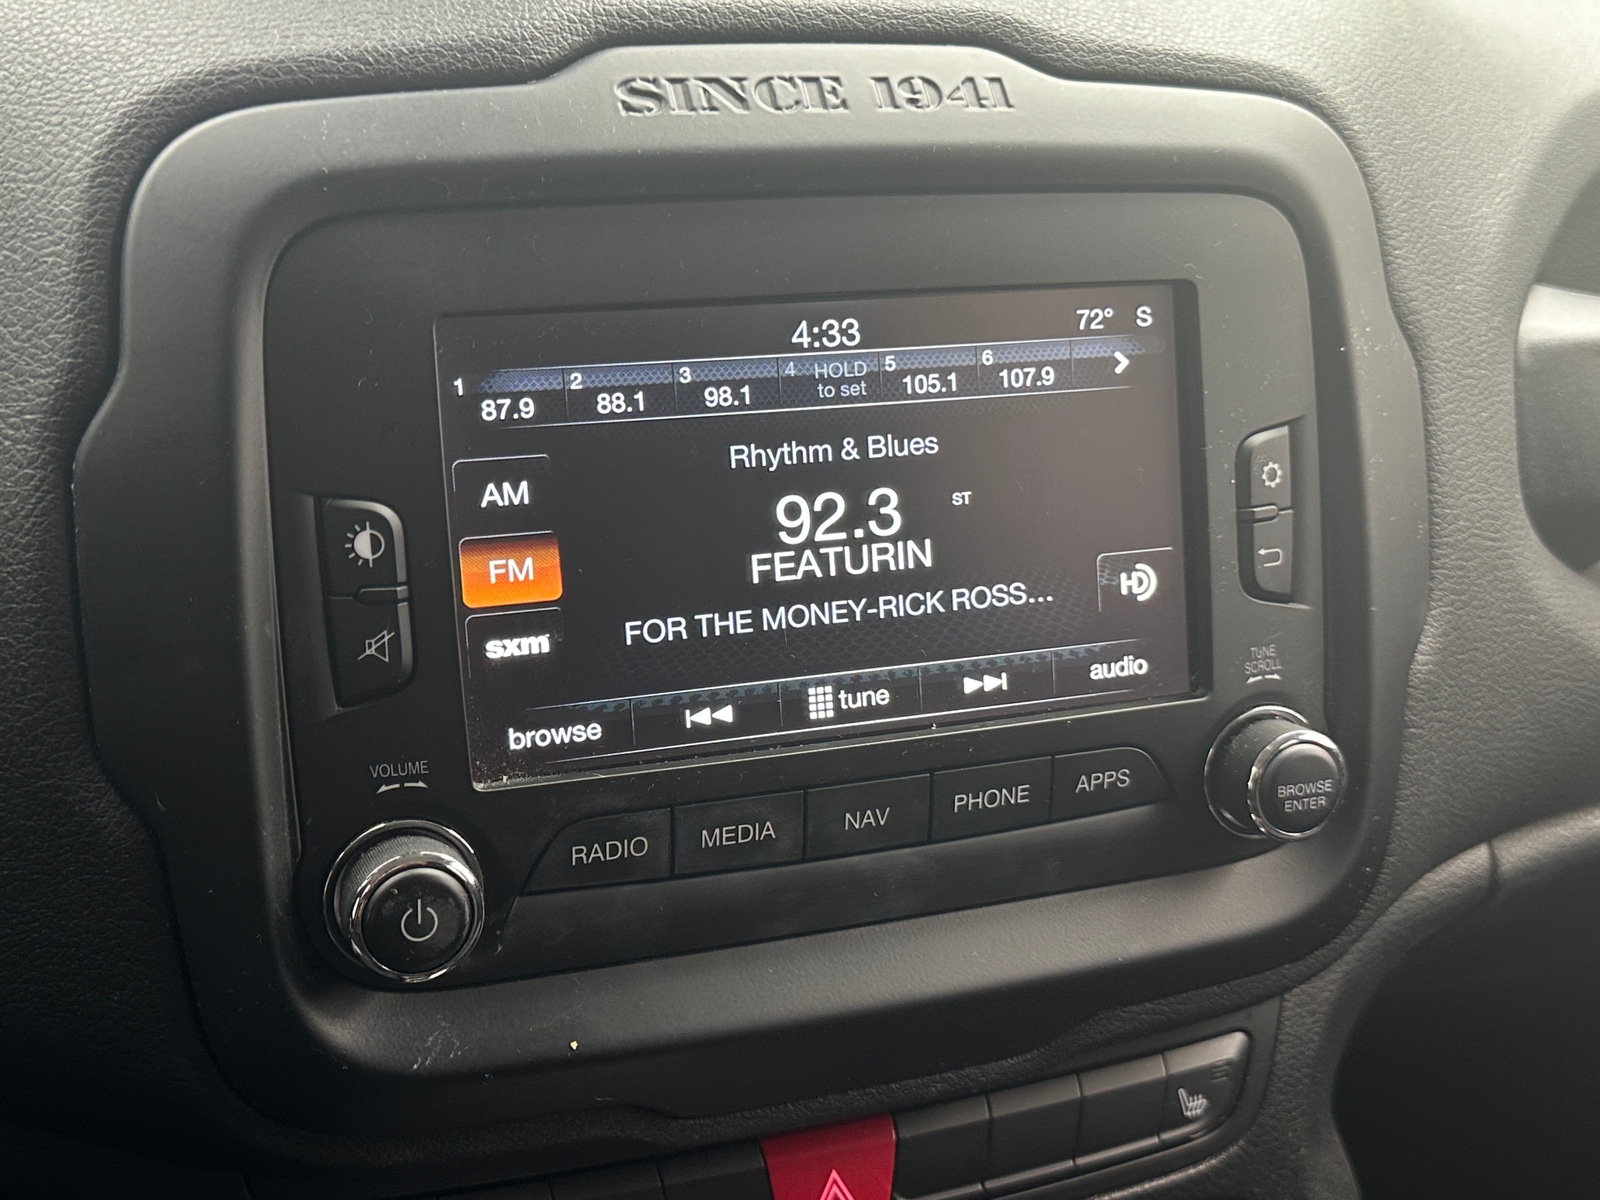 SINCE 1941
4:33
72° S
1 87.9
2 88.1
3 98.1
4 HOLD to set
5 105.1
6 107.9
Rhythm & Blues
92.3 ST
FEATURIN
FOR THE MONEY-RICK ROSS...
AM
FM
sxm
HD
browse
tune
audio
VOLUME
TUNE
SCROLL
RADIO
MEDIA
NAV
PHONE
APPS
BROWSE
ENTER